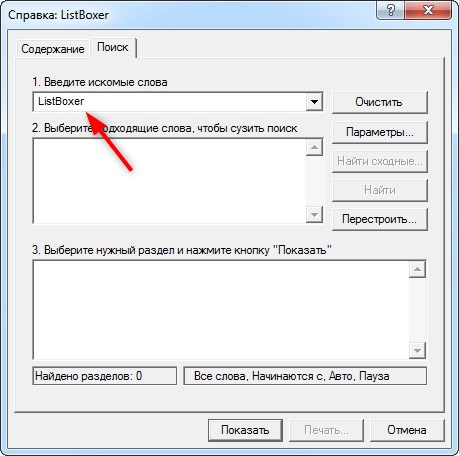 Справка: ListBoxer
Содержание
Поиск
1. Введите искомые слова
ListBoxer
Очистить
2. Выберите подходящие слова, чтобы сузить поиск
Параметры...
Найти сходные...
Найти
Перестроить...
3. Выберите нужный раздел и нажмите кнопку "Показать"
Найдено разделов: 0
Все слова, Начинаются с, Авто, Пауза
Показать
Печать...
Отмена